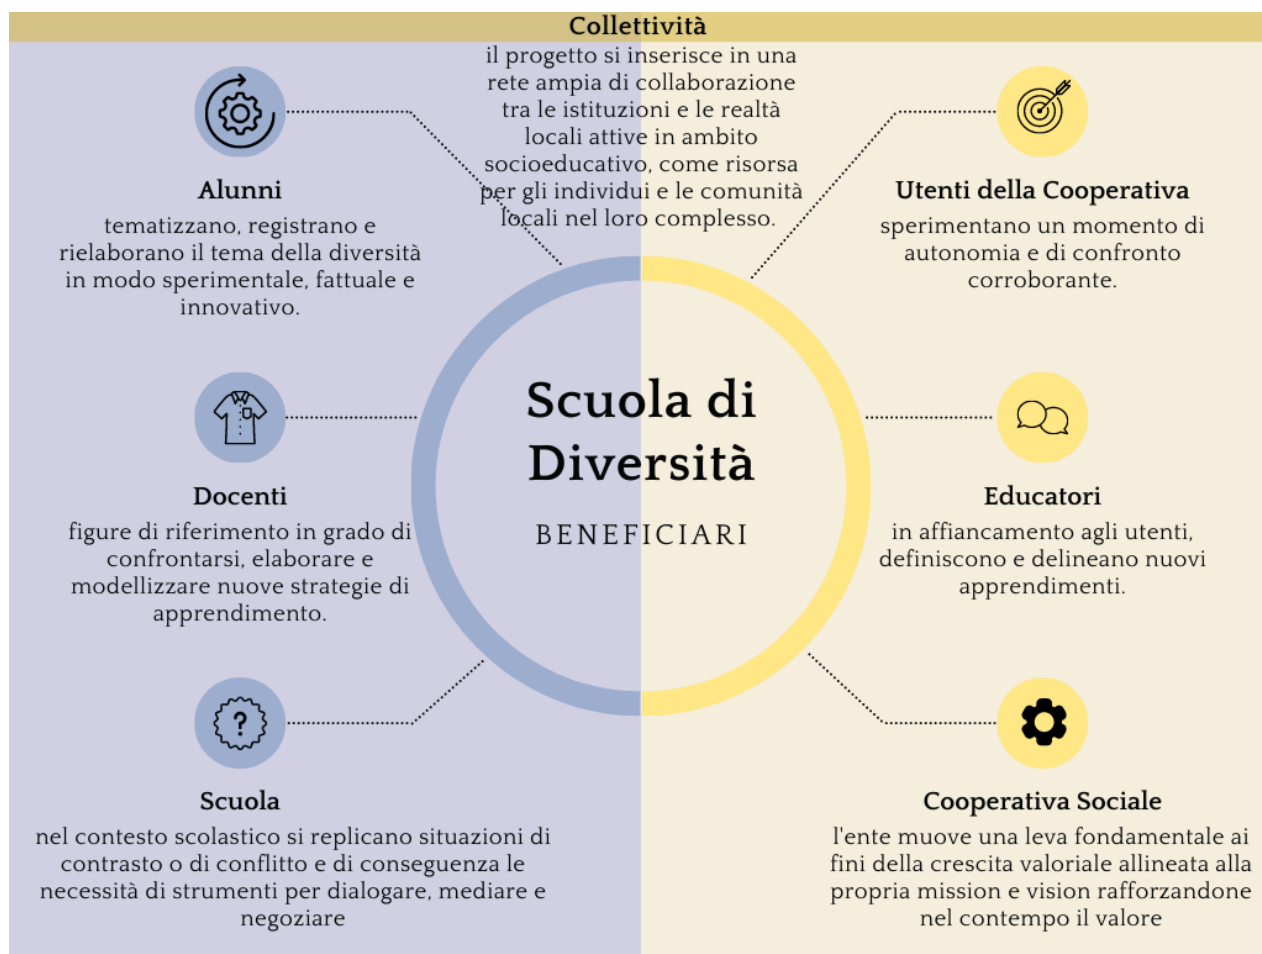 Collettività
il progetto si inserisce in una
rete ampia di collaborazione
tra le istituzioni e le realtà
locali attive in ambito
socioeducativo, come risorsa
per gli individui e le comunità
locali nel loro complesso.
Alunni
tematizzano, registrano e
rielaborano il tema della diversità
in modo sperimentale, fattuale e
innovativo.
Utenti della Cooperativa
sperimentano un momento di
autonomia e di confronto
corroborante.
Scuola di
Diversità
BENEFICIARI
Docenti
figure di riferimento in grado di
confrontarsi, elaborare e
modellizzare nuove strategie di
apprendimento.
Educatori
in affiancamento agli utenti,
definiscono e delineano nuovi
apprendimenti.
?
Scuola
nel contesto scolastico si replicano situazioni di
contrasto o di conflitto e di conseguenza le
necessità di strumenti per dialogare, mediare e
negoziare
Cooperativa Sociale
l'ente muove una leva fondamentale ai
fini della crescita valoriale allineata alla
propria mission e vision rafforzandone
nel contempo il valore